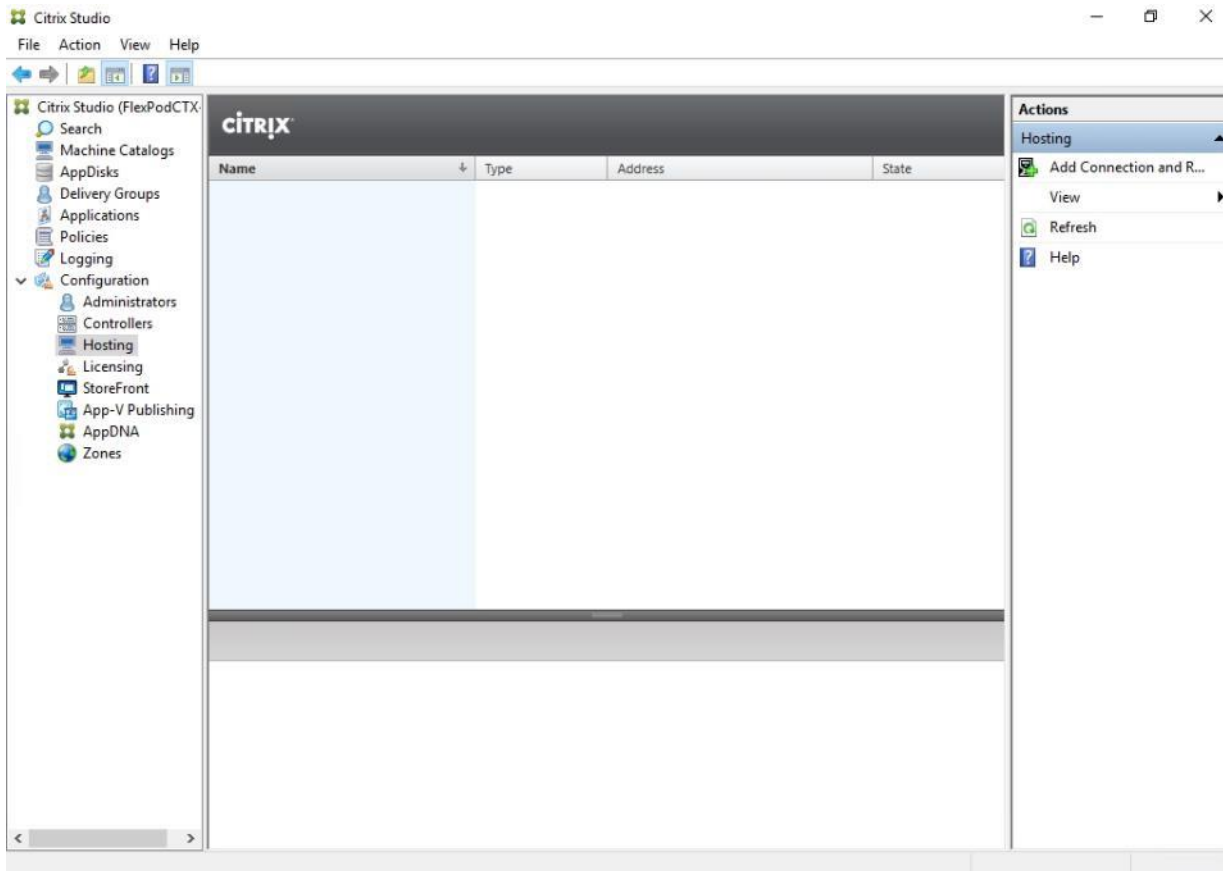 Citrix Studio
File Action View Help
Citrix Studio (FlexPodCTX-
Search
Machine Catalogs
AppDisks
Delivery Groups
Applications
Policies
Logging
Configuration
Administrators
Controllers
Hosting
Licensing
StoreFront
App-V Publishing
AppDNA
Zones
CİTRIX
Name Type Address State
Actions
Hosting
Add Connection and R...
View
Refresh
Help